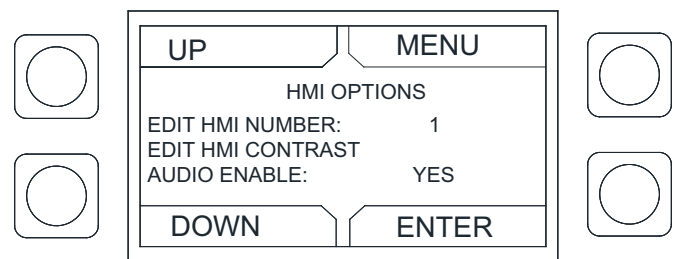 UP MENU
HMI OPTIONS
EDIT HMI NUMBER: 1
EDIT HMI CONTRAST
AUDIO ENABLE: YES
DOWN ENTER